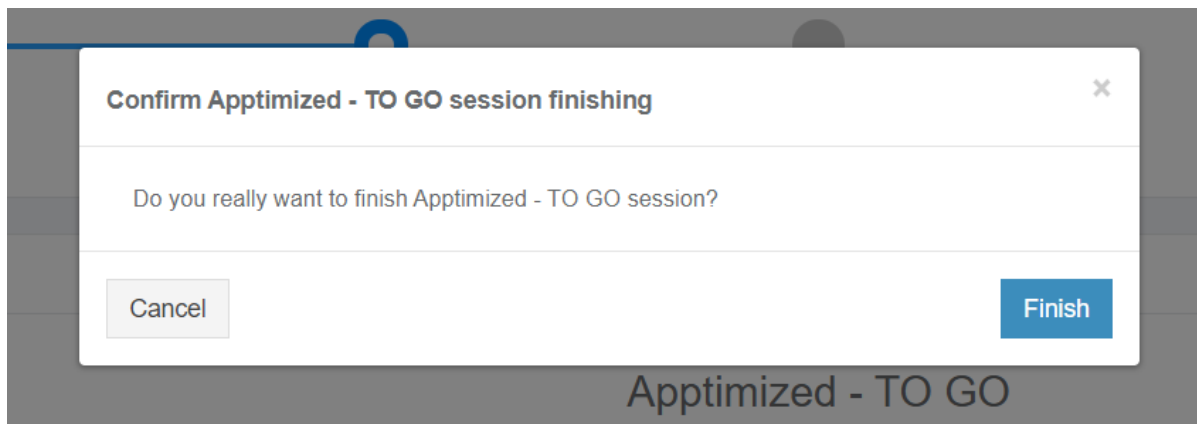 Confirm Apptimized - TO GO session finishing
×
Do you really want to finish Apptimized - TO GO session?
Cancel
Finish
Apptimized - TO GO